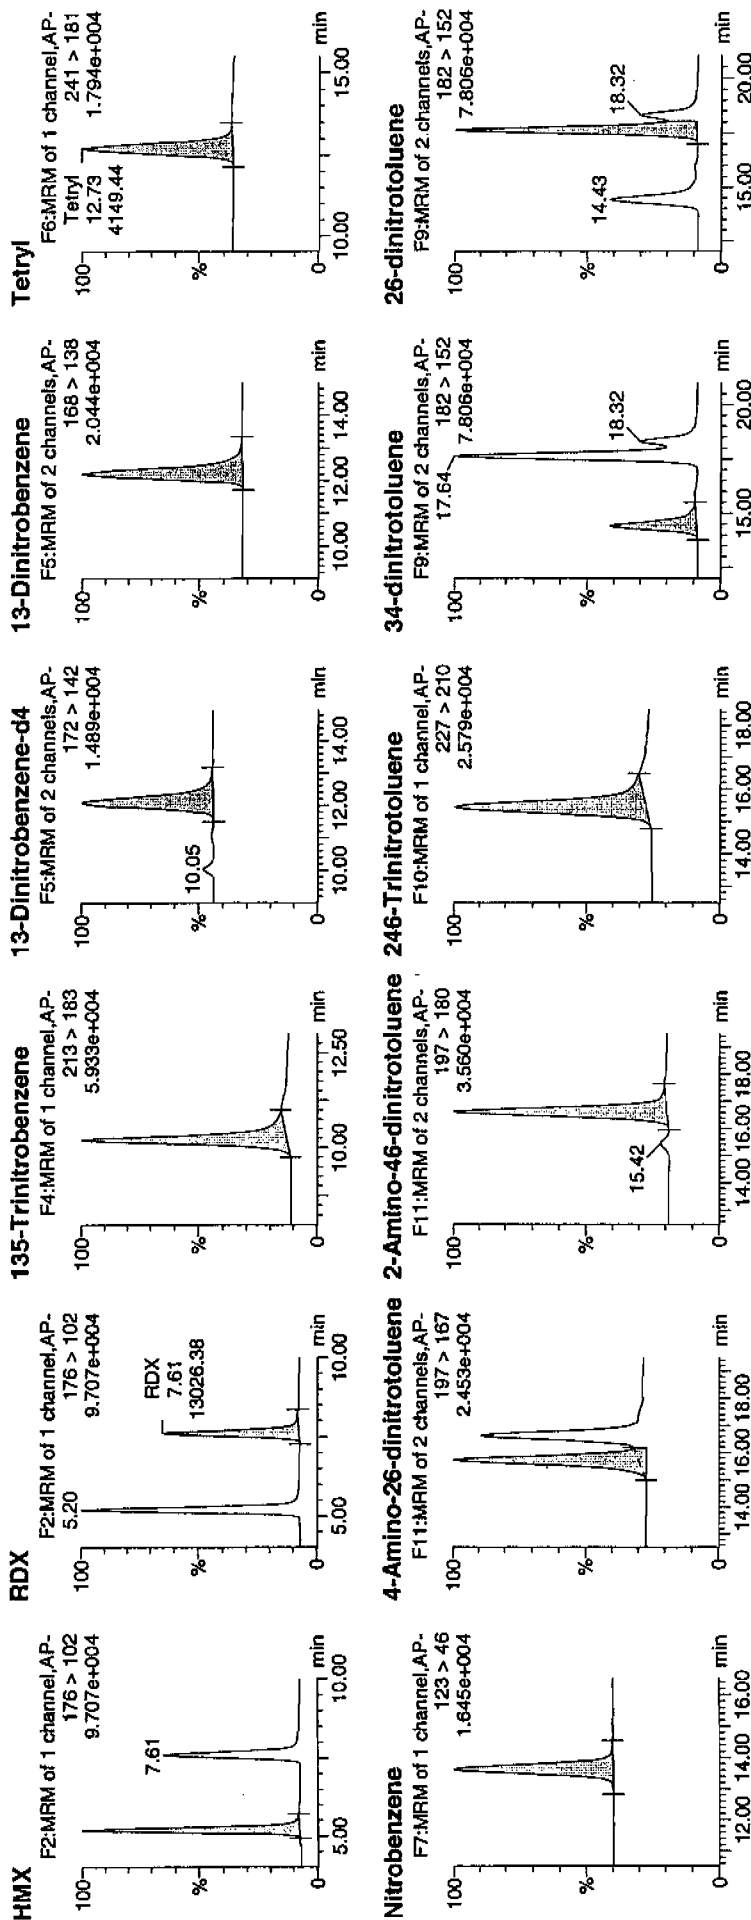 HMX
F2:MRM of 1 channel,AP-
176 > 102
9.707e+004
100
%
0
7.61
5.00
10.00
min
RDX
F2:MRM of 1 channel,AP-
176 > 102
9.707e+004
5.20
RDX
7.61
13026.38
100
%
0
5.00
10.00
min
135-Trinitrobenzene
F4:MRM of 1 channel,AP-
213 > 183
5.933e+004
100
%
0
10.00
12.50
min
13-Dinitrobenzene-d4
F5:MRM of 2 channels,AP-
172 > 142
1.489e+004
100
%
0
10.05
10.00
12.00
14.00
min
13-Dinitrobenzene
F5:MRM of 2 channels,AP-
168 > 138
2.044e+004
100
%
0
10.00
12.00
14.00
min
Tetryl
F6:MRM of 1 channel,AP-
Tetryl
241 > 181
12.73
1.794e+004
4149.44
100
%
0
10.00
15.00
min
Nitrobenzene
F7:MRM of 1 channel,AP-
123 > 46
1.645e+004
100
%
0
12.00
14.00
16.00
min
4-Amino-26-dinitrotoluene
F11:MRM of 2 channels,AP-
197 > 167
2.453e+004
100
%
0
14.00
16.00
18.00
min
2-Amino-46-dinitrotoluene
F11:MRM of 2 channels,AP-
197 > 180
3.560e+004
100
%
0
15.42
14.00
16.00
18.00
min
246-Trinitrotoluene
F10:MRM of 1 channel,AP-
227 > 210
2.579e+004
100
%
0
14.00
16.00
18.00
min
34-dinitrotoluene
F9:MRM of 2 channels,AP-
182 > 152
17.64
7.806e+004
18.32
100
%
0
15.00
20.00
min
26-dinitrotoluene
F9:MRM of 2 channels,AP-
182 > 152
7.806e+004
18.32
14.43
100
%
0
15.00
20.00
min